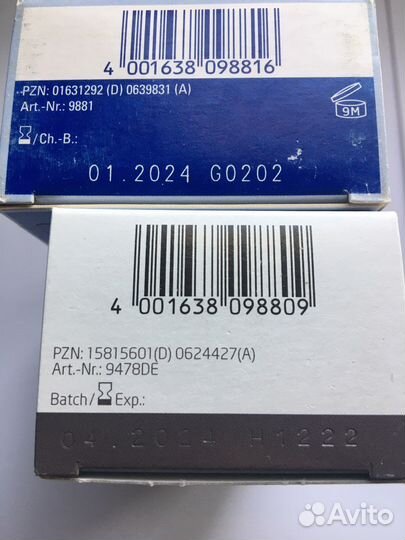 4 001638 098816
PZN: 01631292 (D) 0639831 (A)
Art.-Nr.: 9881
9M
/Ch.-B.:
01.2024 G0202
4 001638 098809
PZN: 15815601(D) 0624427(A)
Art.-Nr.: 9478DE
Batch/ Exp.:
04.2024 H1222
Avito